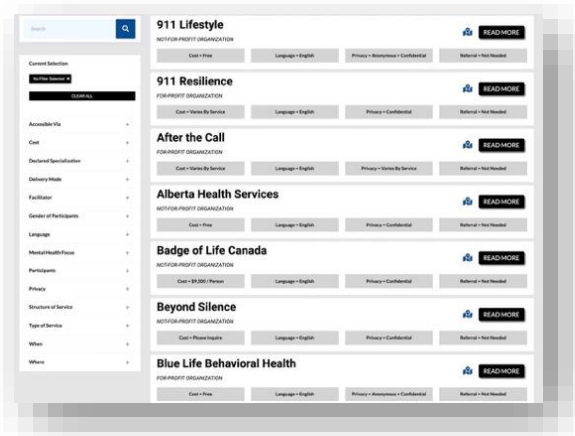 Search
Current Selection
No Filter Selected ×
CLEAR ALL
Accessible Via +
Cost +
Declared Specialization +
Delivery Mode +
Facilitator +
Gender of Participants +
Language +
Mental Health Focus +
Participants +
Privacy +
Structure of Service +
Type of Service +
When +
Where +
911 Lifestyle
NOT-FOR-PROFIT ORGANIZATION
READ MORE
Cost • Free Language • English Privacy • Anonymous • Confidential Referral • Not Needed
911 Resilience
FOR-PROFIT ORGANIZATION
READ MORE
Cost • Varies By Service Language • English Privacy • Confidential Referral • Not Needed
After the Call
FOR-PROFIT ORGANIZATION
READ MORE
Cost • Varies By Service Language • English Privacy • Varies By Service Referral • Not Needed
Alberta Health Services
NOT-FOR-PROFIT ORGANIZATION
READ MORE
Cost • Free Language • English Privacy • Confidential Referral • Not Needed
Badge of Life Canada
NOT-FOR-PROFIT ORGANIZATION
READ MORE
Cost • $9,200 / Person Language • English Privacy • Confidential Referral • Not Needed
Beyond Silence
NOT-FOR-PROFIT ORGANIZATION
READ MORE
Cost • Please Inquire Language • English Privacy • Confidential Referral • Not Needed
Blue Life Behavioral Health
FOR-PROFIT ORGANIZATION
READ MORE
Cost • Free Language • English Privacy • Anonymous • Confidential Referral • Not Needed